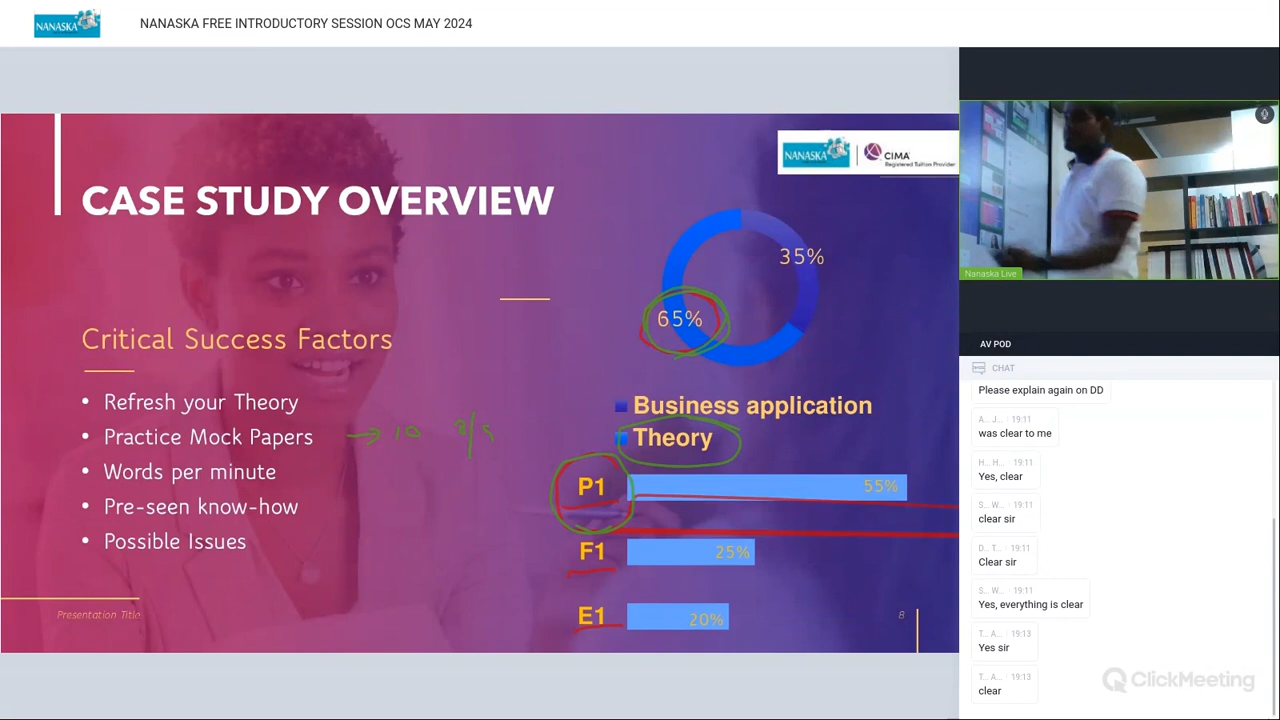 NANASKA
NANASKA FREE INTRODUCTORY SESSION OCS MAY 2024
NANASKA
CIMA
Registered Tuition Provider
CASE STUDY OVERVIEW
35%
65%
Critical Success Factors
• Refresh your Theory
• Practice Mock Papers → 10
• Words per minute
• Pre-seen know-how
• Possible Issues
Business application
Theory
P1 55%
F1 25%
E1 20%
Presentation Title
8
Nanaska Live
AV POD
CHAT
Please explain again on DD
A... J... 19:11
was clear to me
H... H... 19:11
Yes, clear
S... W... 19:11
clear sir
D... T... 19:11
Clear sir
S... W... 19:11
Yes, everything is clear
T... A... 19:13
Yes sir
T... A... 19:13
clear
ClickMeeting